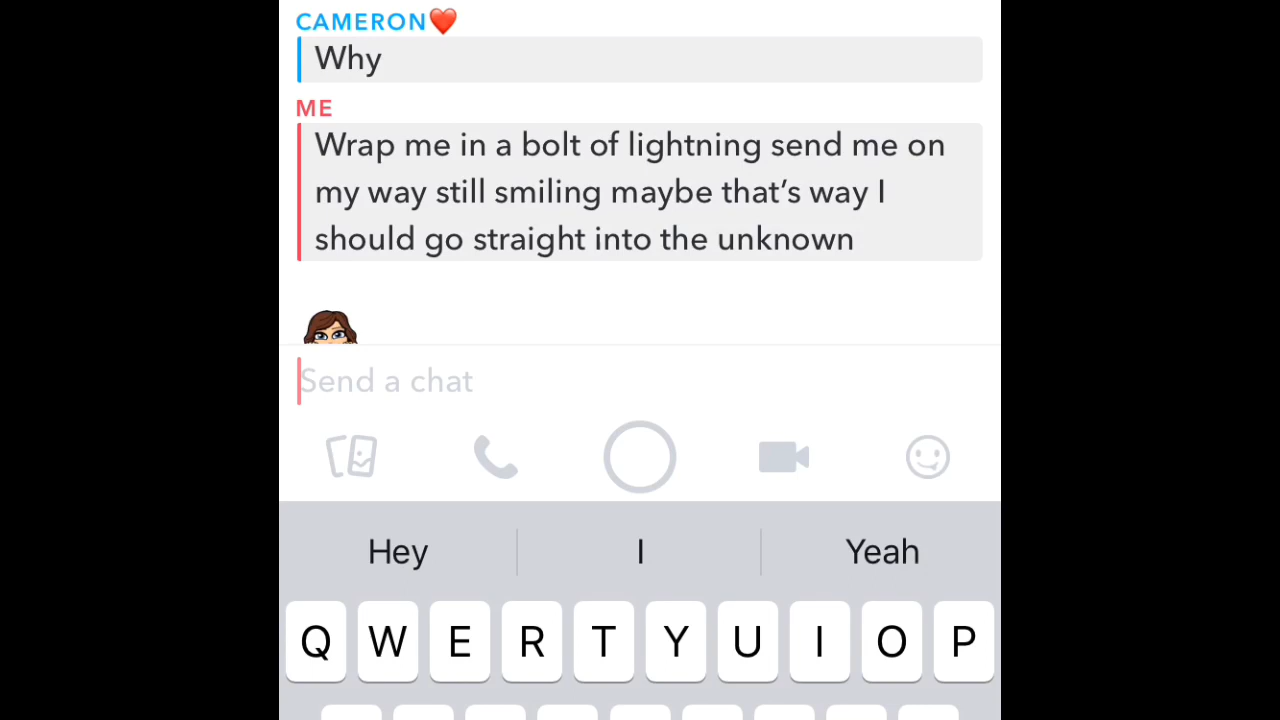 CAMERON❤️
Why
ME
Wrap me in a bolt of lightning send me on
my way still smiling maybe that’s way I
should go straight into the unknown
Send a chat
Hey I Yeah
Q W E R T Y U I O P